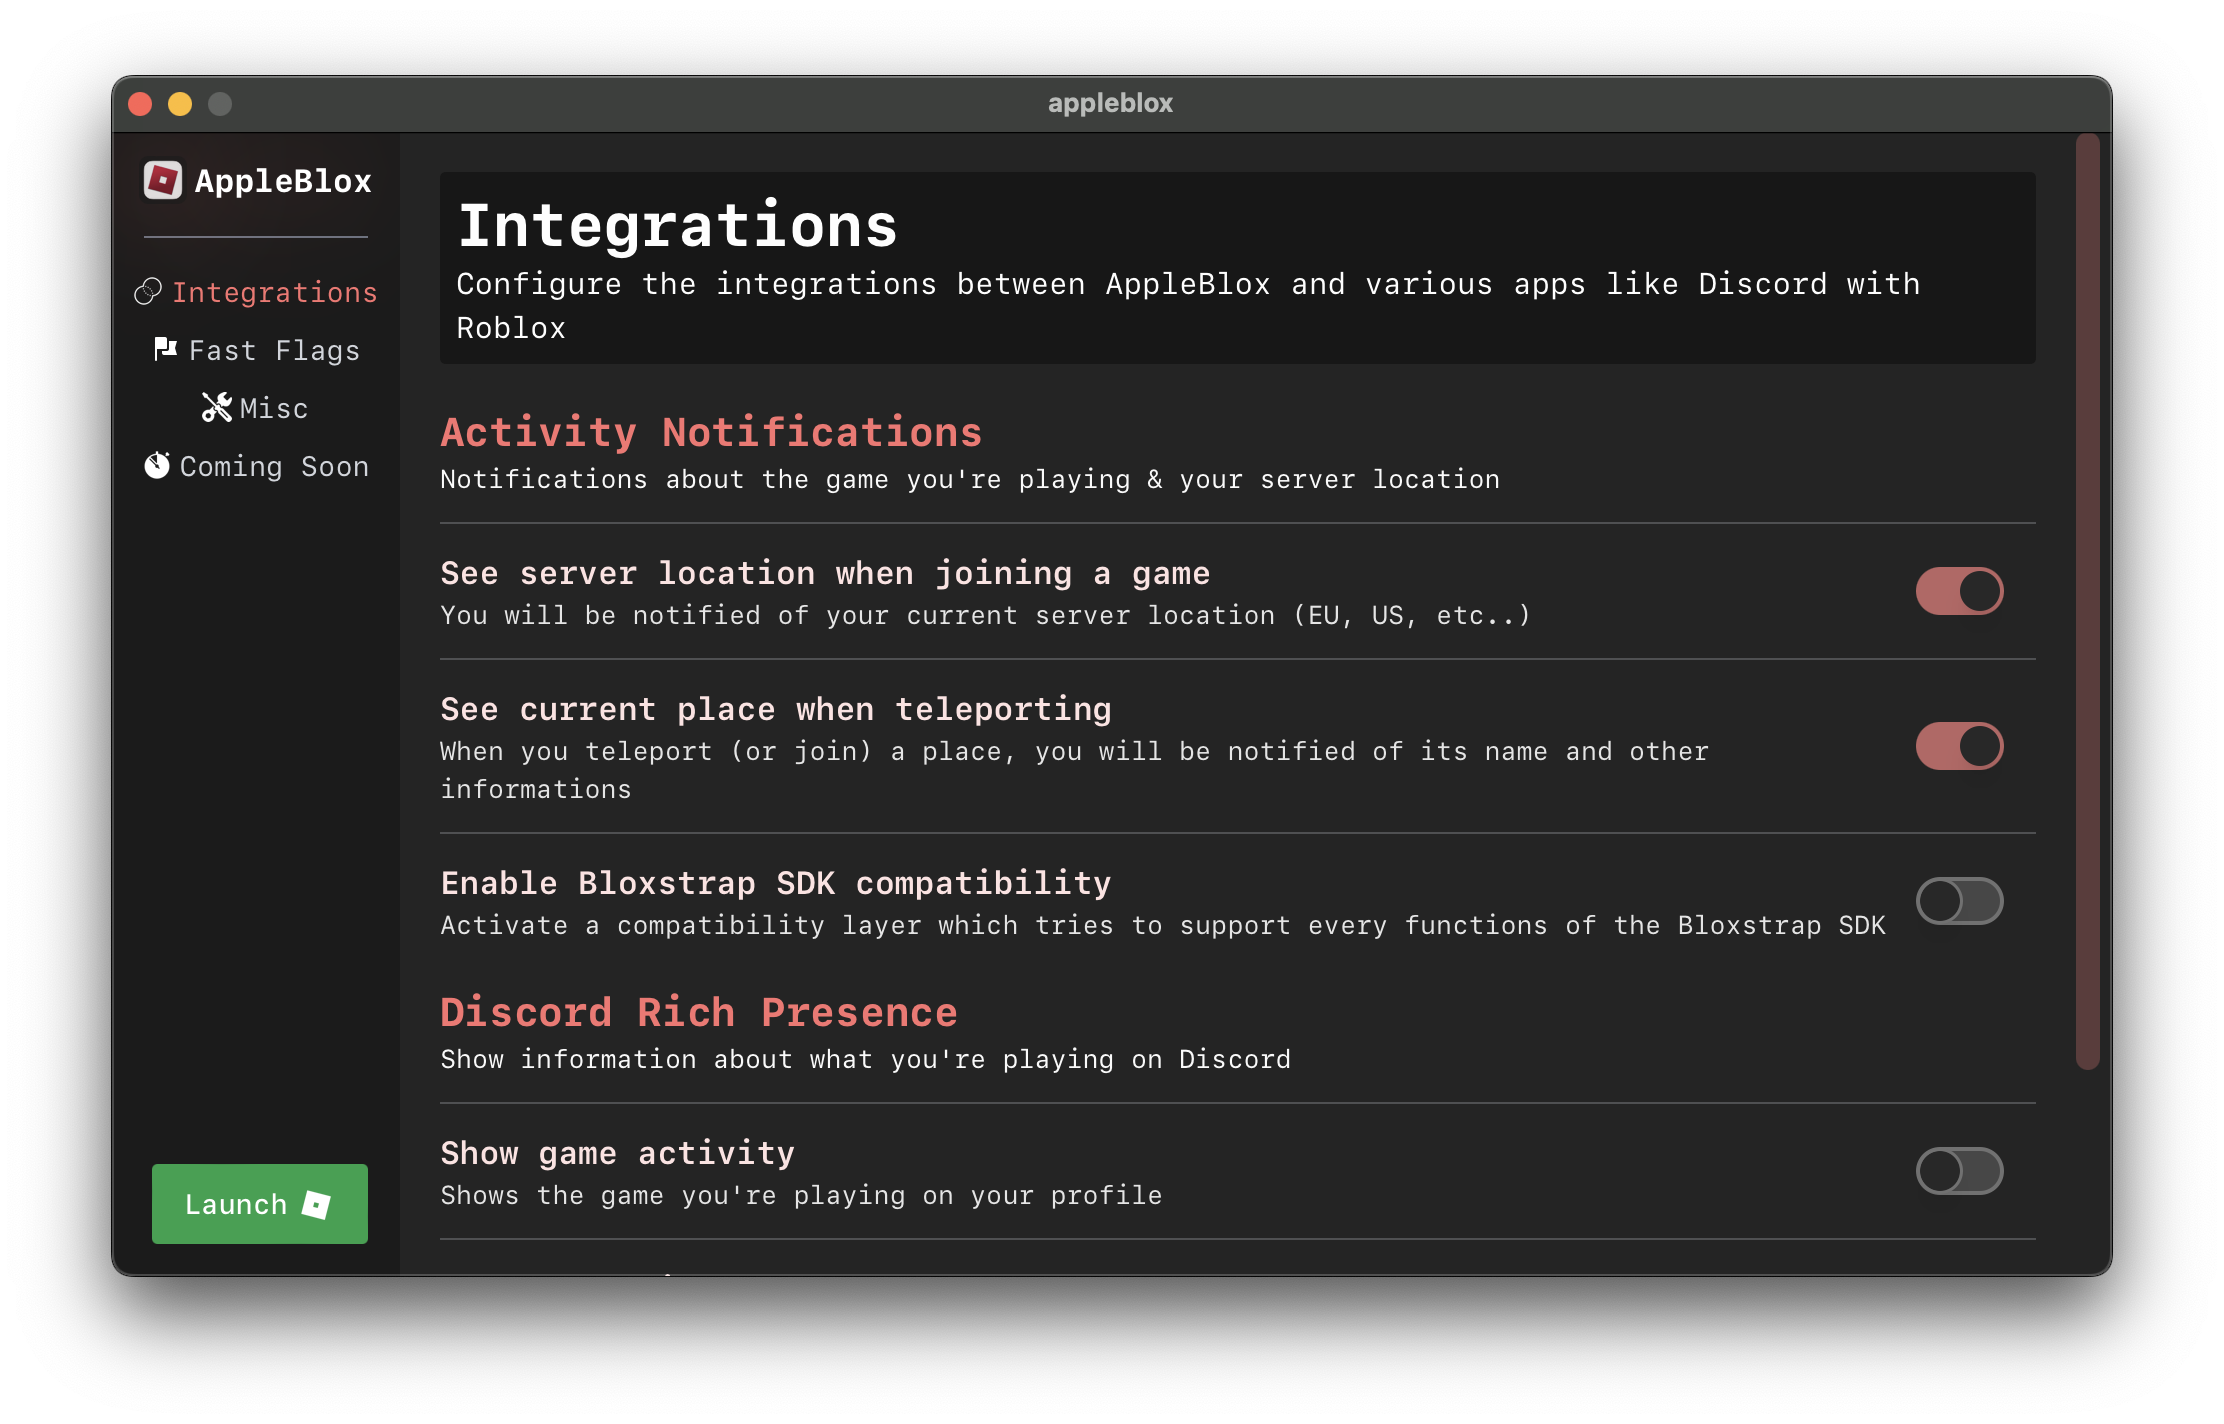 appleblox
AppleBlox
Integrations
Fast Flags
Misc
Coming Soon
Launch
Integrations
Configure the integrations between AppleBlox and various apps like Discord with
Roblox
Activity Notifications
Notifications about the game you're playing & your server location
See server location when joining a game
You will be notified of your current server location (EU, US, etc..)
See current place when teleporting
When you teleport (or join) a place, you will be notified of its name and other
informations
Enable Bloxstrap SDK compatibility
Activate a compatibility layer which tries to support every functions of the Bloxstrap SDK
Discord Rich Presence
Show information about what you're playing on Discord
Show game activity
Shows the game you're playing on your profile